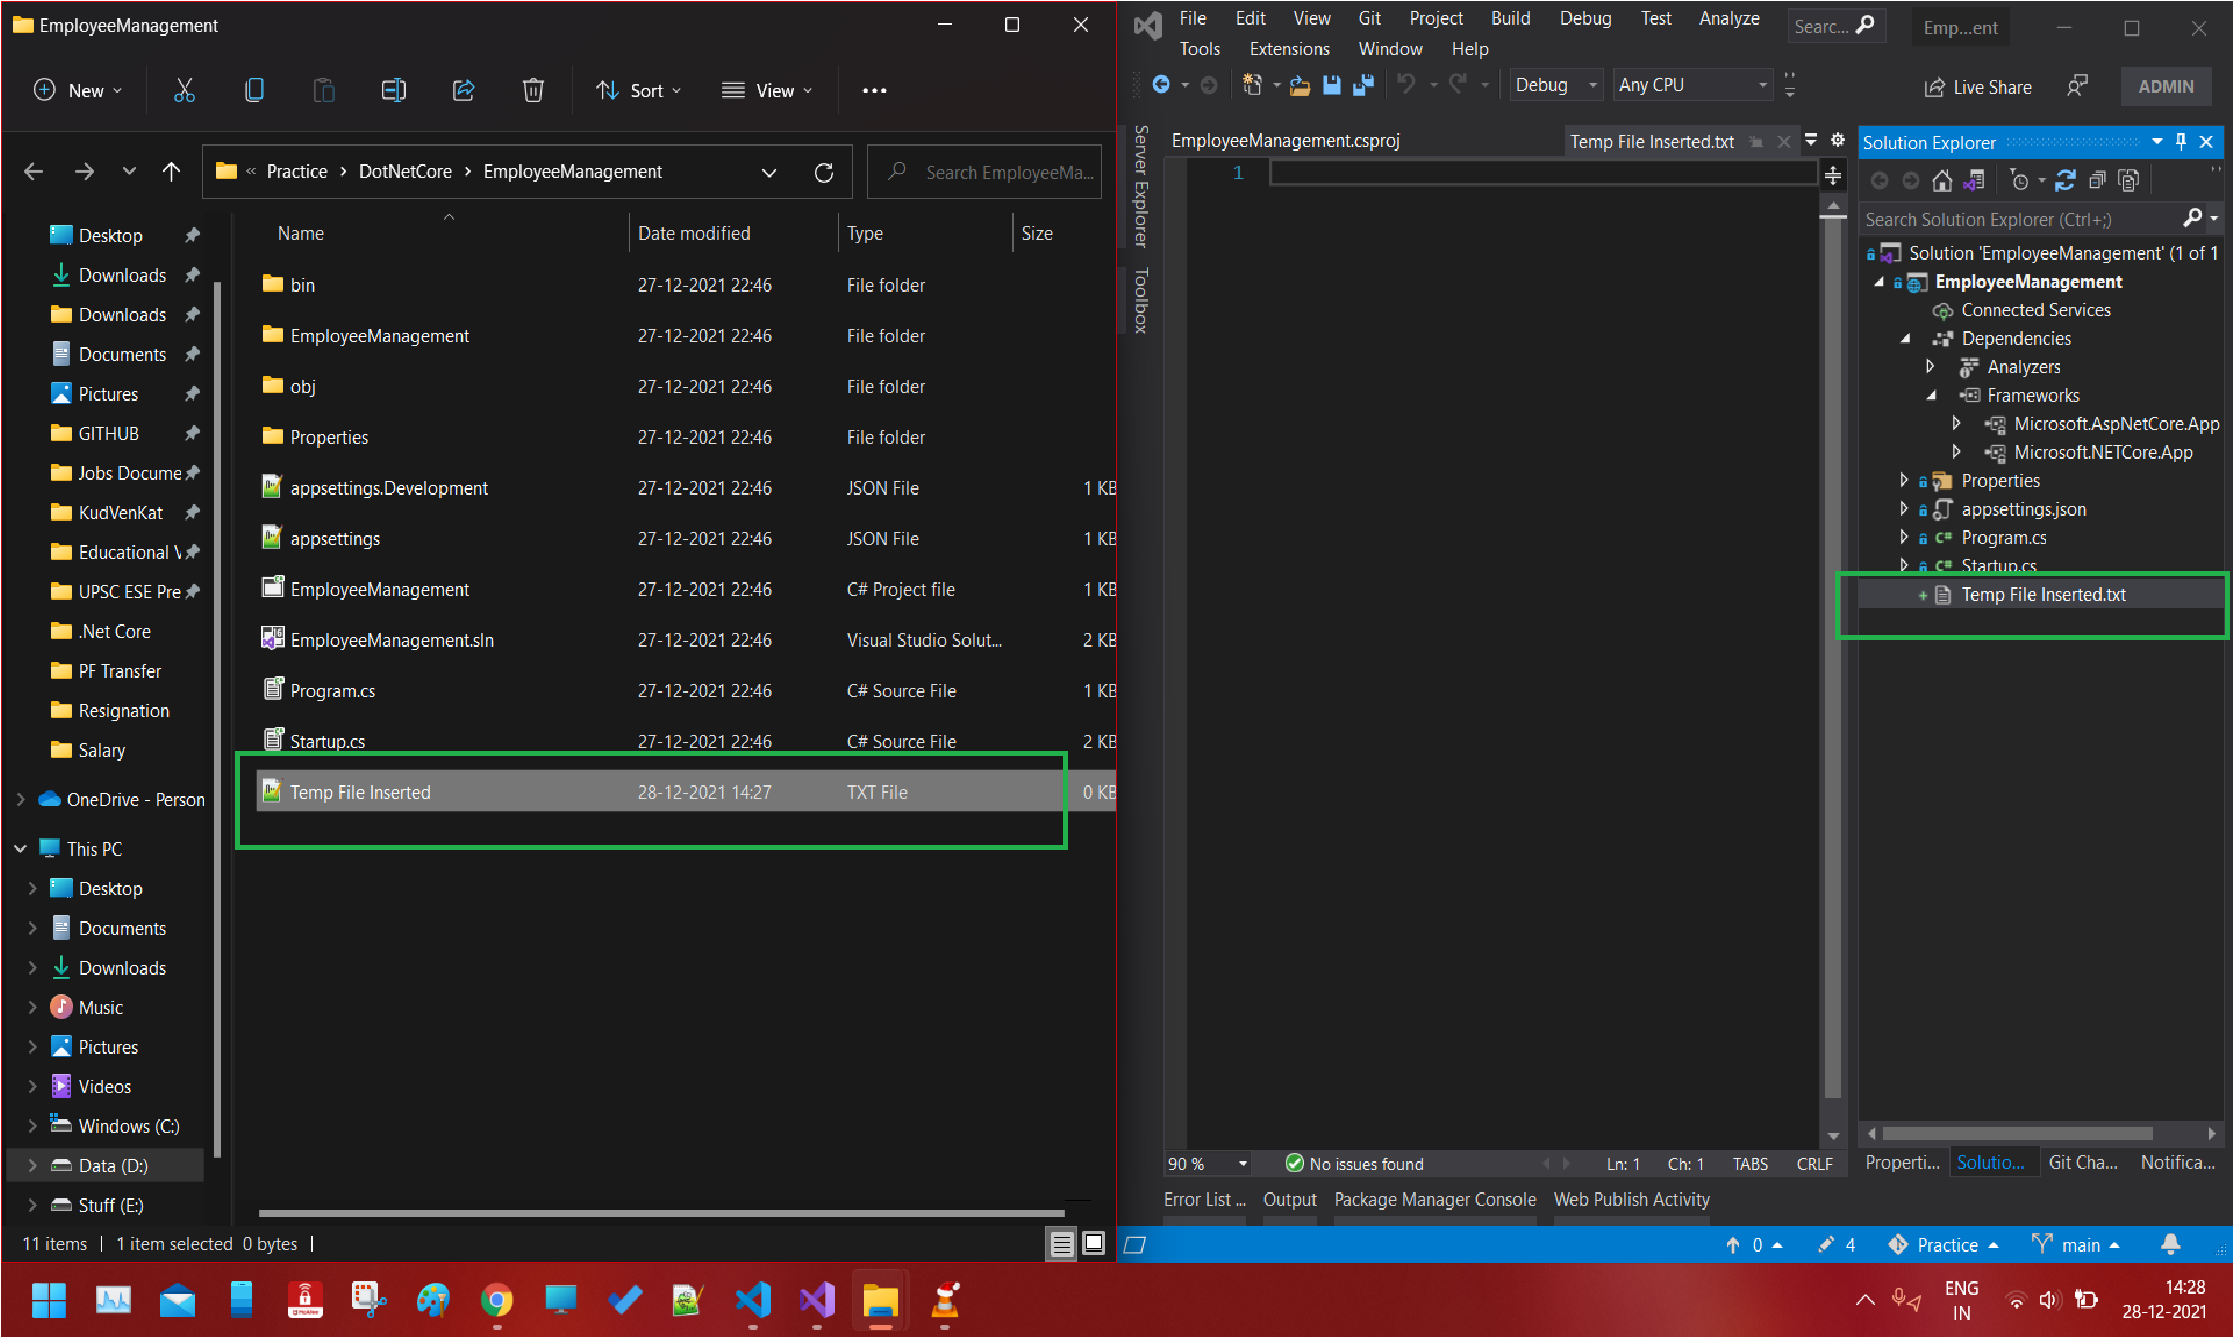 EmployeeManagement
New
Sort
View
« Practice > DotNetCore > EmployeeManagement
Search EmployeeMa...
Desktop
Downloads
Downloads
Documents
Pictures
GITHUB
Jobs Docume
KudVenKat
Educational V
UPSC ESE Pre
.Net Core
PF Transfer
Resignation
Salary
OneDrive - Person
This PC
Desktop
Documents
Downloads
Music
Pictures
Videos
Windows (C:)
Data (D:)
Stuff (E:)
Name Date modified Type Size
bin 27-12-2021 22:46 File folder
EmployeeManagement 27-12-2021 22:46 File folder
obj 27-12-2021 22:46 File folder
Properties 27-12-2021 22:46 File folder
appsettings.Development 27-12-2021 22:46 JSON File 1 KB
appsettings 27-12-2021 22:46 JSON File 1 KB
EmployeeManagement 27-12-2021 22:46 C# Project file 1 KB
EmployeeManagement.sln 27-12-2021 22:46 Visual Studio Solut... 2 KB
Program.cs 27-12-2021 22:46 C# Source File 1 KB
Startup.cs 27-12-2021 22:46 C# Source File 2 KB
Temp File Inserted 28-12-2021 14:27 TXT File 0 KB
11 items | 1 item selected 0 bytes |
File Edit View Git Project Build Debug Test Analyze
Searc...
Emp...ent
Tools Extensions Window Help
Debug
Any CPU
Live Share
ADMIN
Server Explorer
Toolbox
EmployeeManagement.csproj
Temp File Inserted.txt
1
Solution Explorer
Search Solution Explorer (Ctrl+;)
Solution 'EmployeeManagement' (1 of 1
EmployeeManagement
Connected Services
Dependencies
Analyzers
Frameworks
Microsoft.AspNetCore.App
Microsoft.NETCore.App
Properties
appsettings.json
C# Program.cs
C# Startup.cs
+ Temp File Inserted.txt
90 %
No issues found
Ln: 1 Ch: 1 TABS CRLF
Properti... Solutio... Git Cha... Notifica...
Error List ... Output Package Manager Console Web Publish Activity
0
4
Practice
main
ENG
IN
14:28
28-12-2021